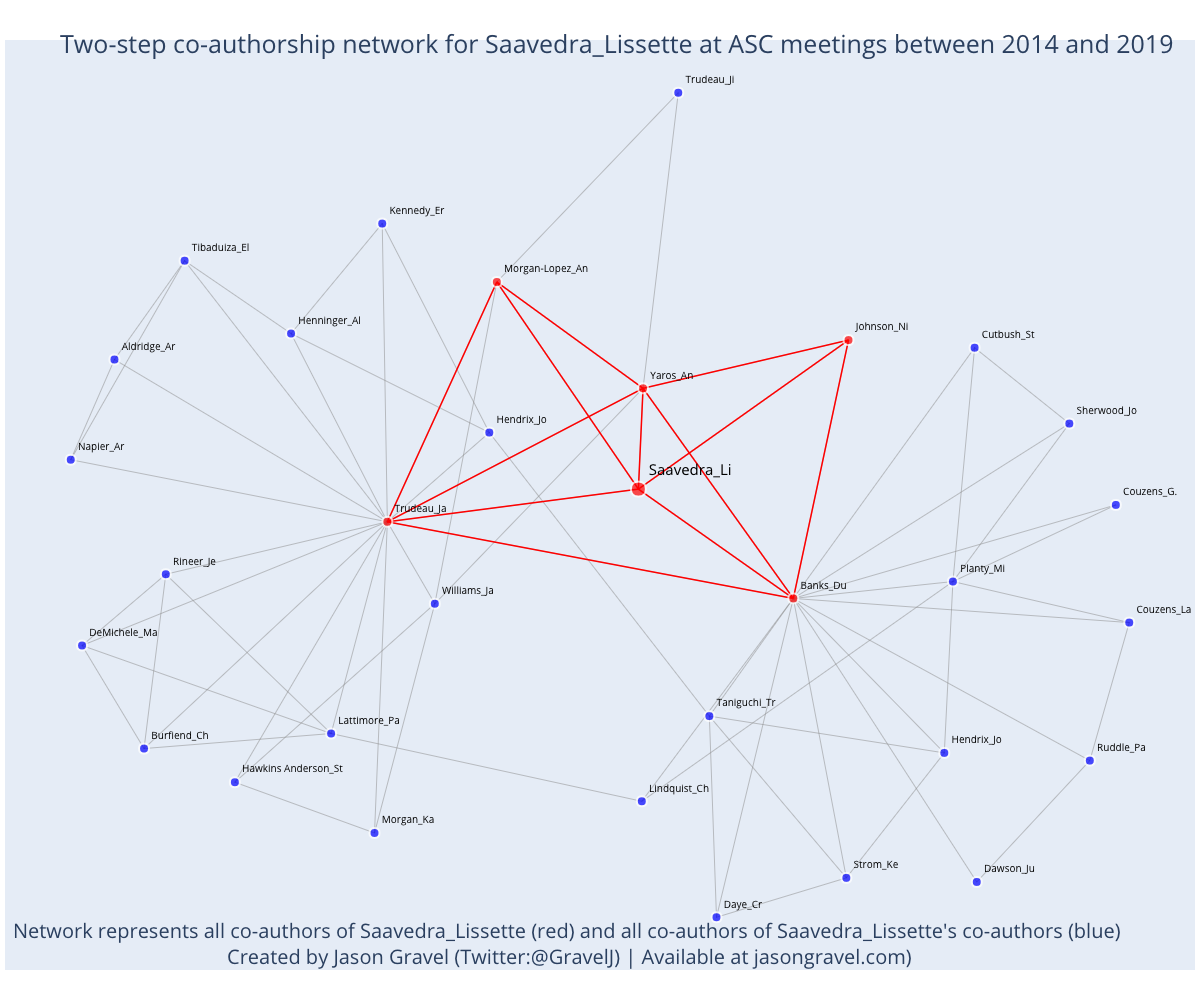 Two-step co-authorship network for Saavedra_Lissette at ASC meetings between 2014 and 2019
Trudeau_Ji
Kennedy_Er
Tibaduiza_El
Morgan-Lopez_An
Henninger_Al
Johnson_Ni
Cutbush_St
Aldridge_Ar
Yaros_An
Sherwood_Jo
Hendrix_Jo
Napier_Ar
Saavedra_Li
Couzens_G.
Trudeau_Ja
Rineer_Je
Planty_Mi
Banks_Du
Williams_Ja
Couzens_La
DeMichele_Ma
Taniguchi_Tr
Lattimore_Pa
Burfiend_Ch
Hendrix_Jo
Ruddle_Pa
Hawkins Anderson_St
Lindquist_Ch
Morgan_Ka
Strom_Ke
Dawson_Ju
Daye_Cr
Network represents all co-authors of Saavedra_Lissette (red) and all co-authors of Saavedra_Lissette's co-authors (blue)
Created by Jason Gravel (Twitter:@GravelJ) | Available at jasongravel.com)